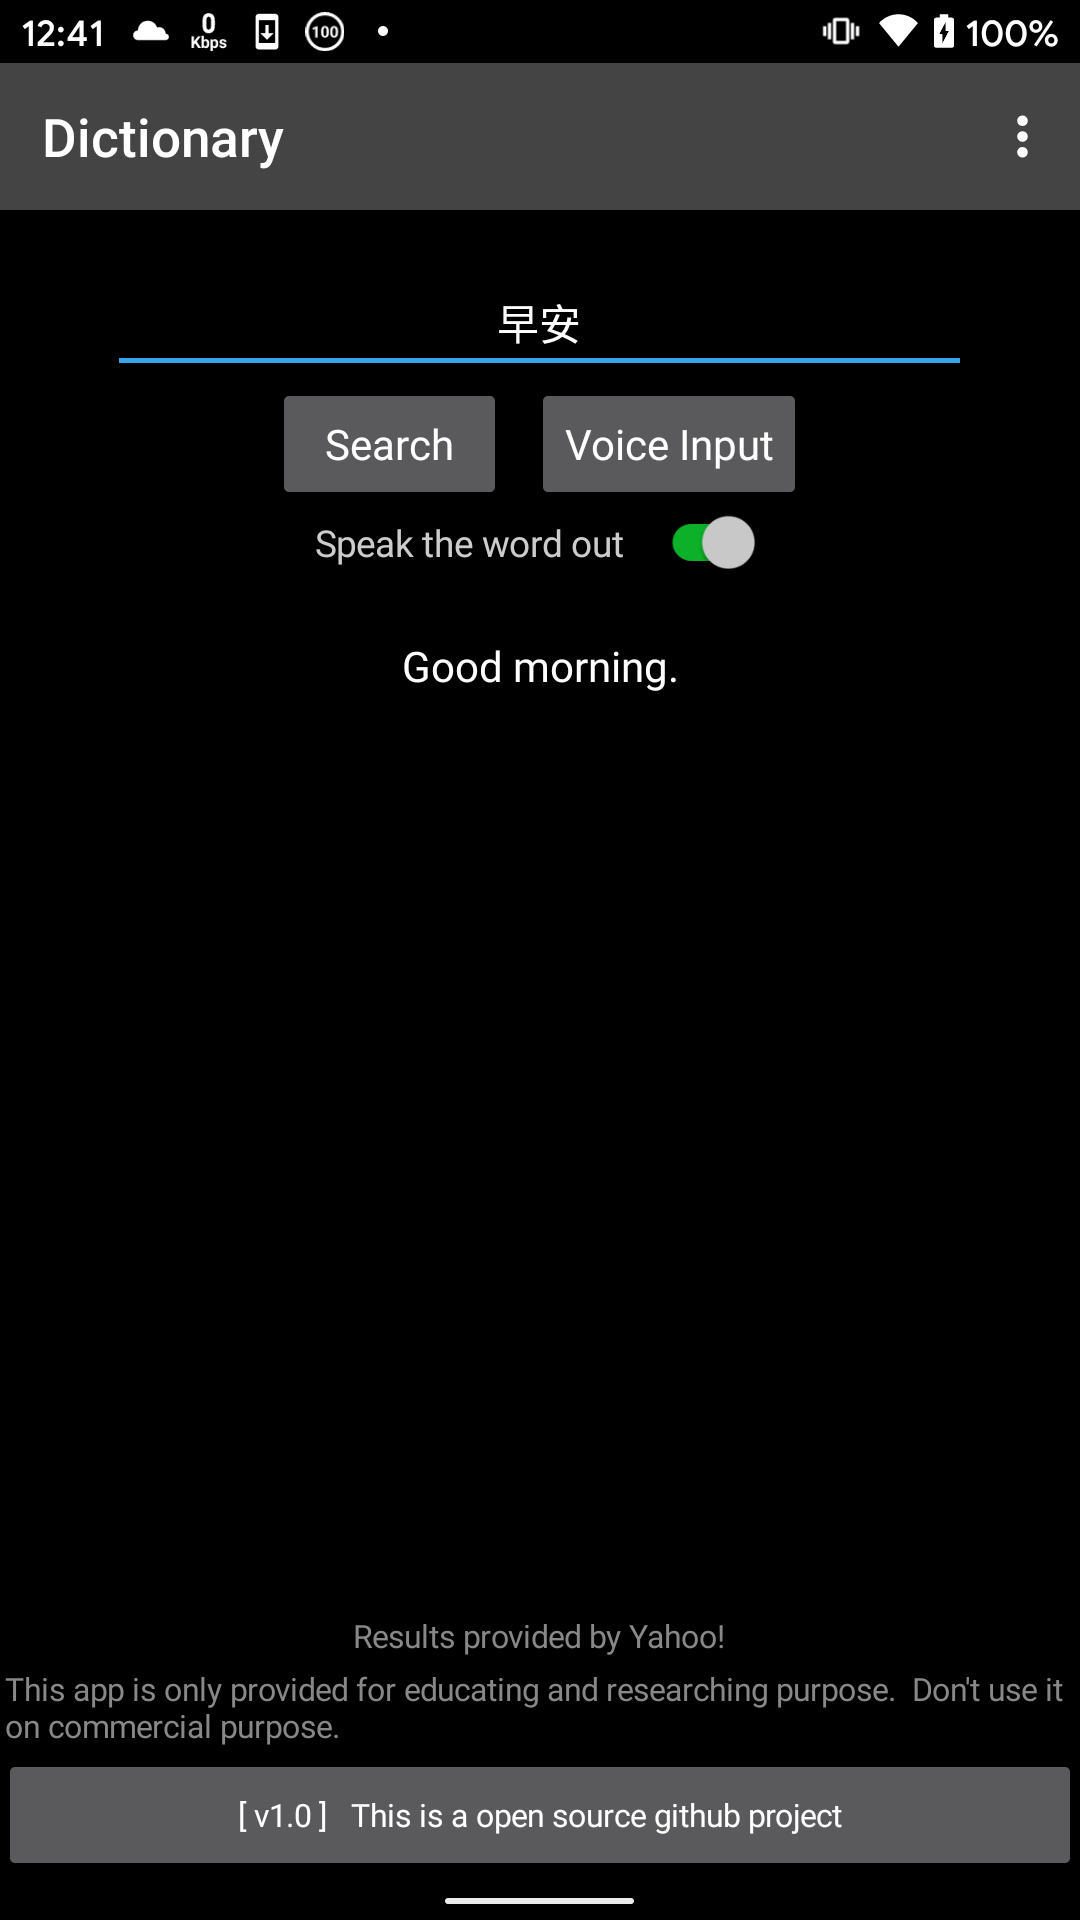 12:41 0 Kbps 100 100%
Dictionary
早安
Search Voice Input
Speak the word out
Good morning.
Results provided by Yahoo!
This app is only provided for educating and researching purpose.  Don't use it
on commercial purpose.
[ v1.0 ]   This is a open source github project